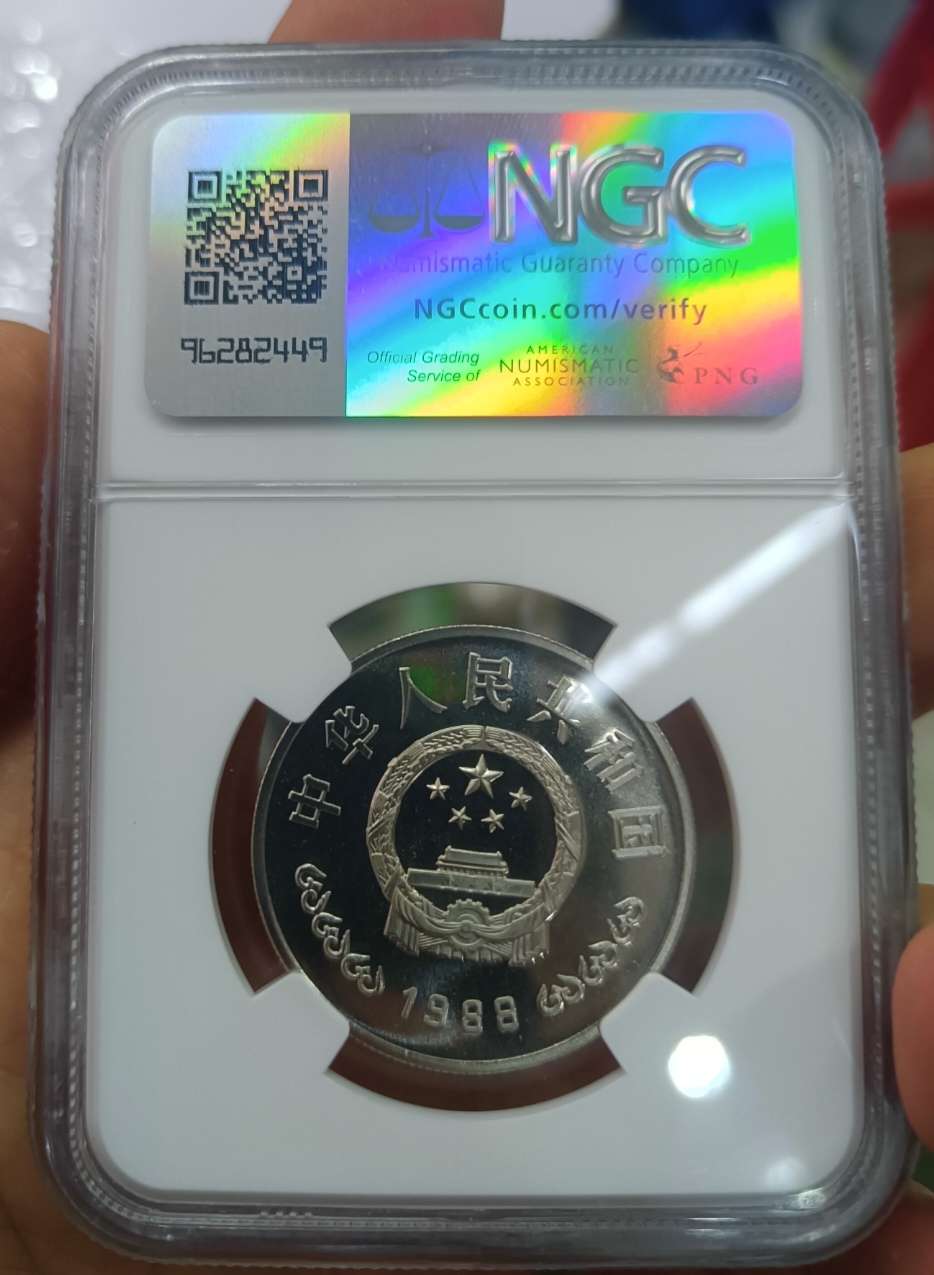 NGC
Numismatic Guaranty Company
NGCcoin.com/verify
96282449
Official Grading
Service of
AMERICAN
NUMISMATIC
ASSOCIATION
PNG
中华人民共和国
1988